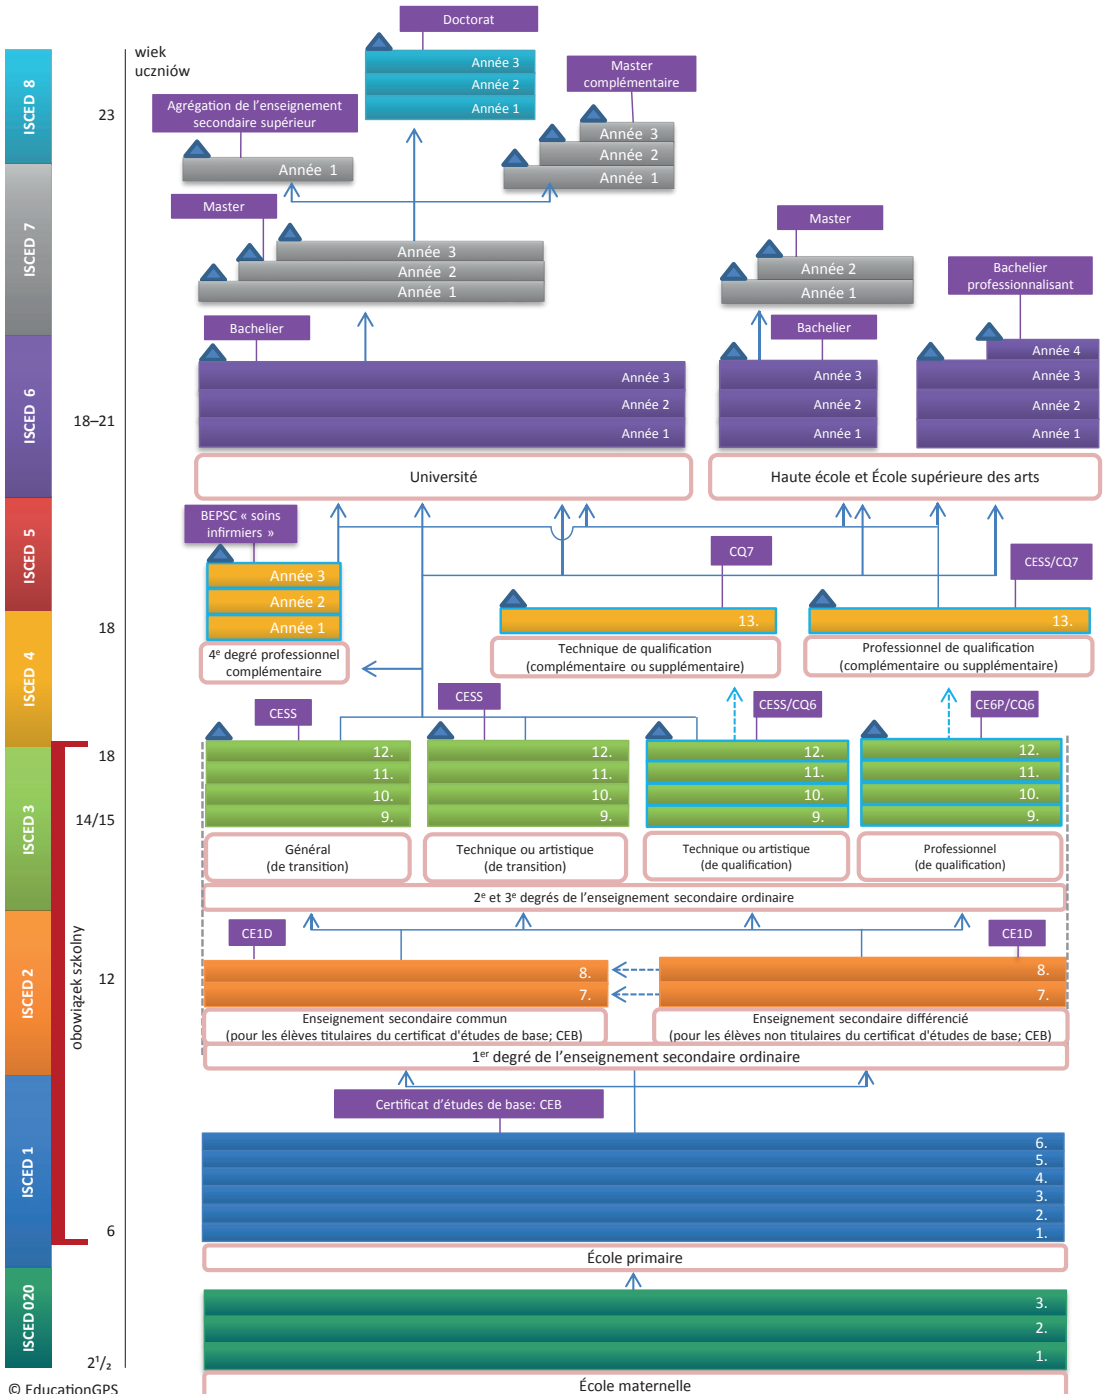 wiek
uczniów
ISCED 8
23
Doctorat
Année 3
Année 2
Année 1
Master
complémentaire
Année 3
Année 2
Année 1
Agrégation de l'enseignement
secondaire supérieur
Année 1
ISCED 7
Master
Année 3
Année 2
Année 1
Master
Année 2
Année 1
Bachelier
professionnalisant
ISCED 6
18–21
Bachelier
Année 3
Année 2
Année 1
Bachelier
Année 3
Année 2
Année 1
Année 4
Année 3
Année 2
Année 1
Université
Haute école et École supérieure des arts
ISCED 5
BEPSC « soins
infirmiers »
Année 3
Année 2
Année 1
4e degré professionnel
complémentaire
ISCED 4
18
CQ7
13.
Technique de qualification
(complémentaire ou supplémentaire)
CESS/CQ7
13.
Professionnel de qualification
(complémentaire ou supplémentaire)
ISCED 3
18
14/15
CESS
12.
11.
10.
9.
Général
(de transition)
CESS
12.
11.
10.
9.
Technique ou artistique
(de transition)
CESS/CQ6
12.
11.
10.
9.
Technique ou artistique
(de qualification)
CE6P/CQ6
12.
11.
10.
9.
Professionnel
(de qualification)
2e et 3e degrés de l'enseignement secondaire ordinaire
obowiązek szkolny
ISCED 2
12
CE1D
8.
7.
Enseignement secondaire commun
(pour les élèves titulaires du certificat d'études de base; CEB)
CE1D
8.
7.
Enseignement secondaire différencié
(pour les élèves non titulaires du certificat d'études de base; CEB)
1er degré de l'enseignement secondaire ordinaire
Certificat d'études de base: CEB
ISCED 1
6
6.
5.
4.
3.
2.
1.
École primaire
ISCED 020
2 1/2
3.
2.
1.
École maternelle
© EducationGPS